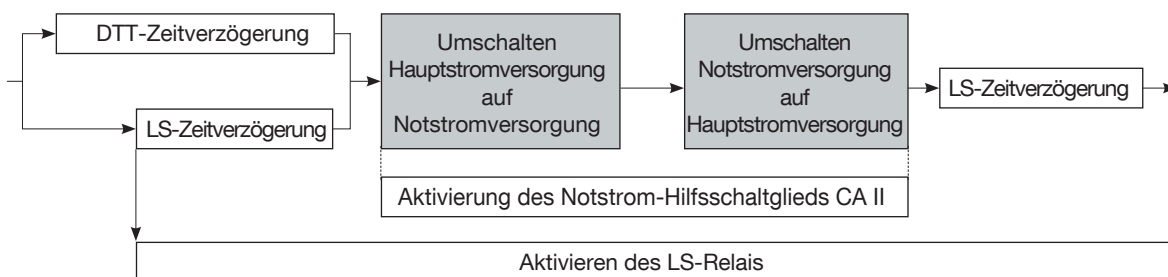 DTT-Zeitverzögerung
LS-Zeitverzögerung
Umschalten
Hauptstromversorgung
auf
Notstromversorgung
Umschalten
Notstromversorgung
auf
Hauptstromversorgung
LS-Zeitverzögerung
Aktivierung des Notstrom-Hilfsschaltglieds CA II
Aktivieren des LS-Relais